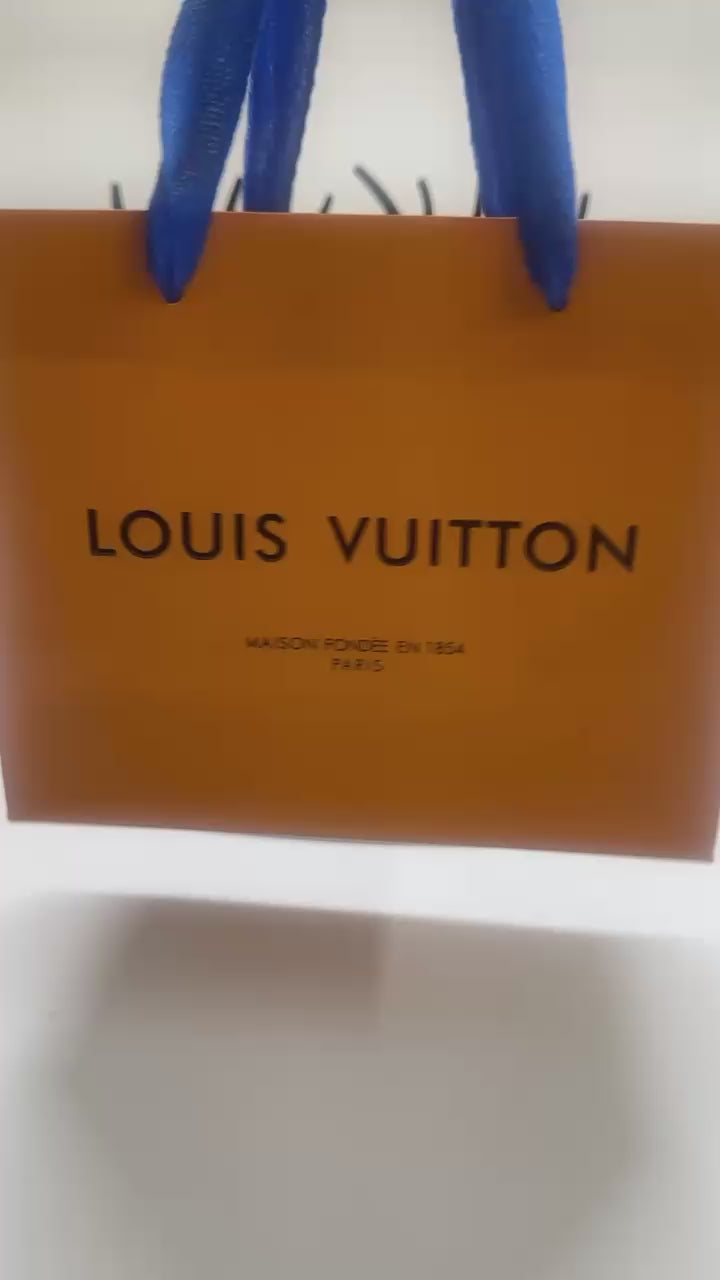 LOUIS VUITTON
MAISON FONDÉE EN 1854
PARIS